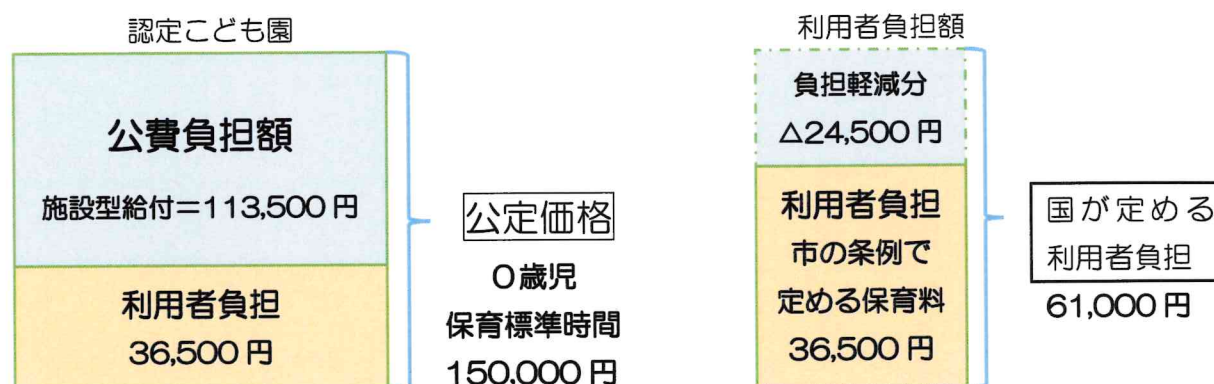 認定こども園
公費負担額
施設型給付＝113,500円
利用者負担
36,500円
公定価格
0歳児
保育標準時間
150,000円
利用者負担額
負担軽減分
△24,500円
利用者負担
市の条例で
定める保育料
36,500円
国が定める
利用者負担
61,000円